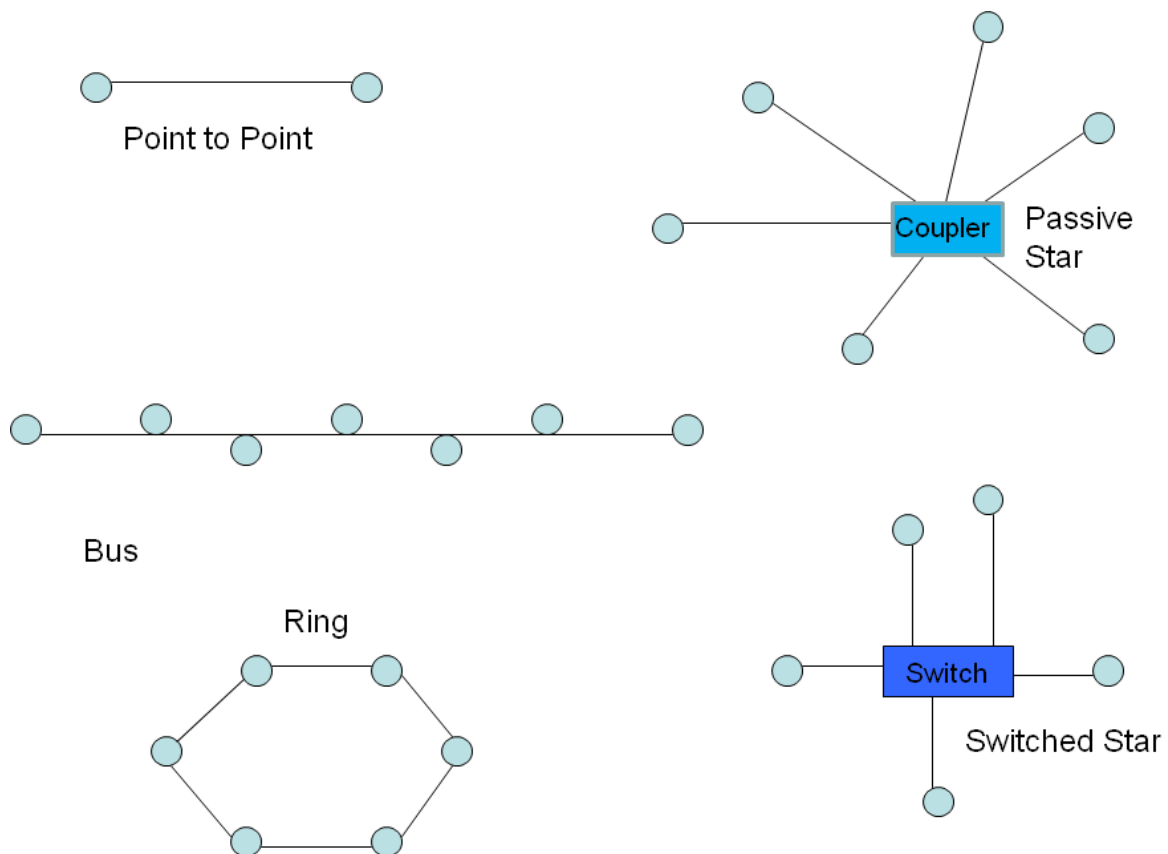 Point to Point
Coupler
Passive
Star
Bus
Ring
Switch
Switched Star